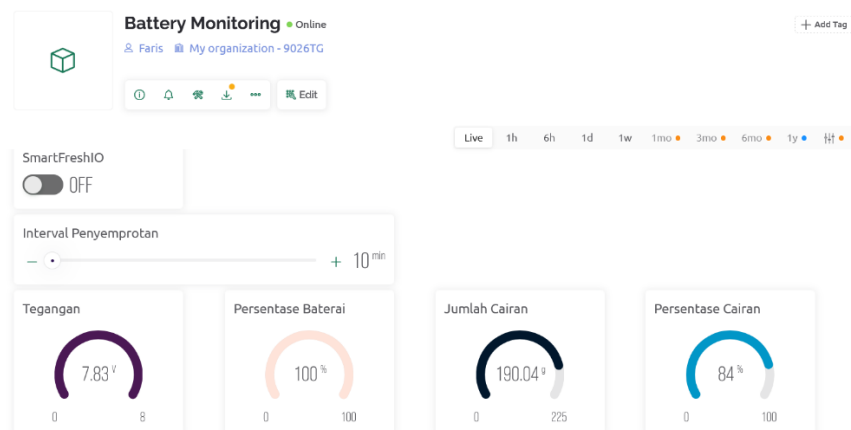 Battery Monitoring Online
Faris My organization - 9026TG
+ Add Tag
Edit
Live 1h 6h 1d 1w 1mo 3mo 6mo 1y
SmartFreshIO
OFF
Interval Penyemprotan
− + 10 min
Tegangan
7.83 V
0 8
Persentase Baterai
100 %
0 100
Jumlah Cairan
190.04 g
0 225
Persentase Cairan
84 %
0 100